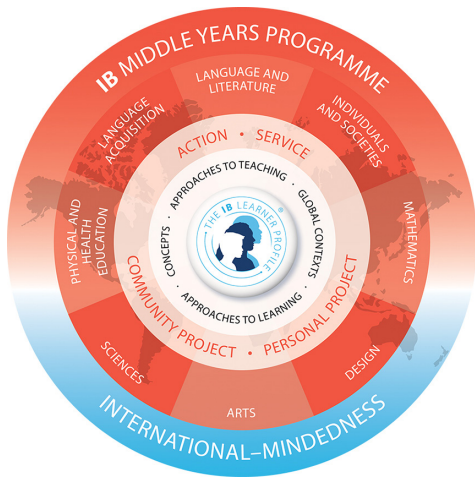 IB MIDDLE YEARS PROGRAMME
LANGUAGE AND
LITERATURE
INDIVIDUALS
AND SOCIETIES
MATHEMATICS
DESIGN
ARTS
SCIENCES
PHYSICAL AND
HEALTH
EDUCATION
LANGUAGE
ACQUISITION
ACTION • SERVICE
COMMUNITY PROJECT • PERSONAL PROJECT
APPROACHES TO TEACHING · GLOBAL CONTEXTS · APPROACHES TO LEARNING · CONCEPTS ·
THE IB LEARNER PROFILE ®
INTERNATIONAL–MINDEDNESS